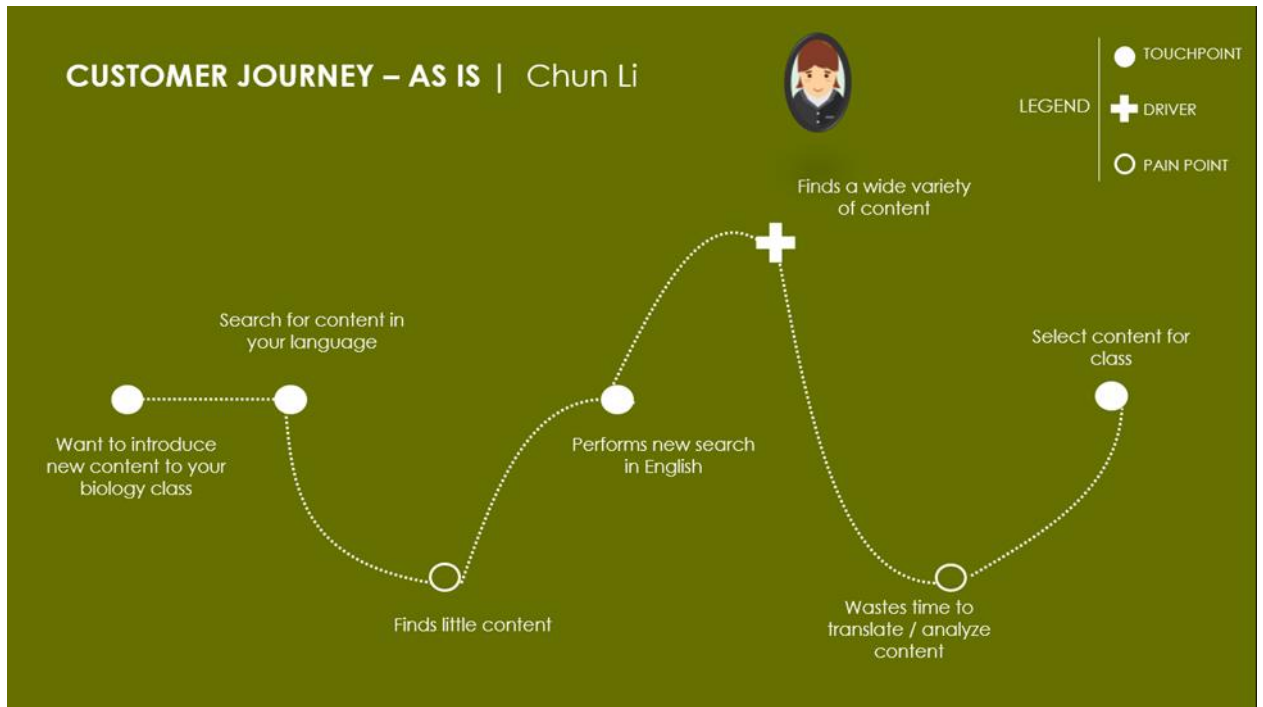 CUSTOMER JOURNEY – AS IS | Chun Li
LEGEND
TOUCHPOINT
DRIVER
PAIN POINT
Finds a wide variety
of content
Search for content in
your language
Select content for
class
Want to introduce
new content to your
biology class
Performs new search
in English
Finds little content
Wastes time to
translate / analyze
content